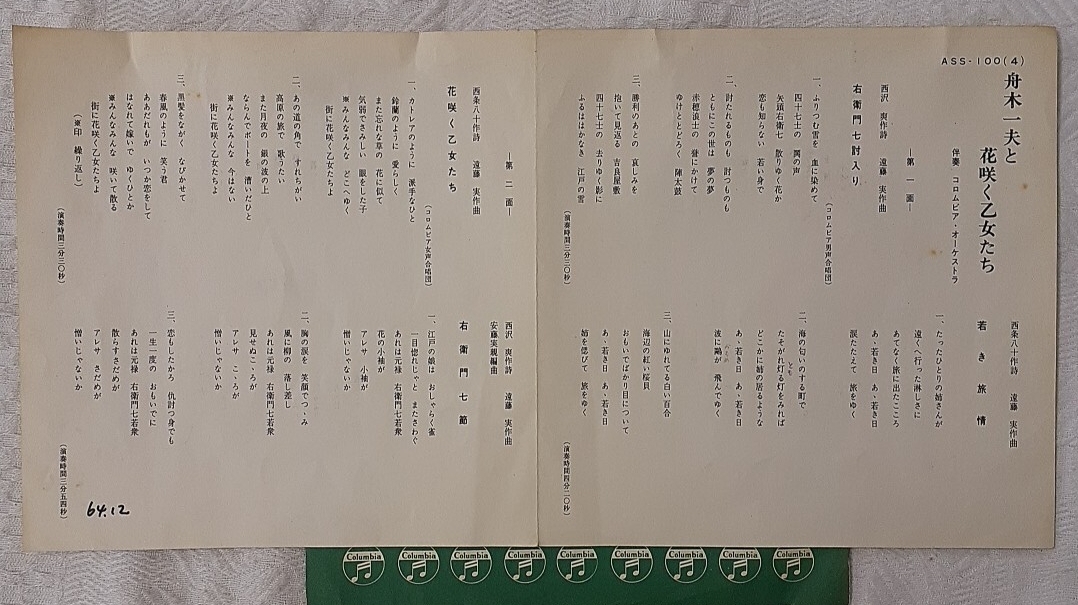 ASS-100(4)
舟木一夫と
花咲く乙女たち
伴奏・コロムビア・オーケストラ
―第一面―
西沢 爽作詩 遠藤 実作曲
右衛門七討入り
(コロムビア男声合唱団)
一、ふりつむ雪を 血に染めて
四十七士の 鬨の声
矢頭右衛七 散りゆく花か
恋も知らない 若い身で
二、討たれるものも 討つものも
ともにこの世は 夢の夢
赤穂浪士の 誉にかけて
ゆけととどろく 陣太鼓
三、勝利のあとの 哀しみを
抱いて見返る 吉良屋敷
四十七士の 去りゆく影に
ふるははかなき 江戸の雪
(演奏時間三分三〇秒)
西条八十作詩 遠藤 実作曲
若き旅情
一、たったひとりの姉さんが
遠くへ行った淋しさに
あてなく旅に出たこころ
あゝ若き日 あゝ若き日
涙たたえて 旅をゆく
二、海の匂いのする町で
たそがれ灯る灯をみれば
とも
どこかに姉の居るような
あゝ若き日 あゝ若き日
波に鷗が 飛んでゆく
三、山にゆれてる白い百合
海辺の紅い桜貝
おもいでばかり目について
あゝ若き日 あゝ若き日
姉を偲びて 旅をゆく
(演奏時間四分二〇秒)
―第二面―
西条八十作詩 遠藤 実作曲
花咲く乙女たち
(コロムビア女声合唱団)
一、カトレアのように 派手なひと
鈴蘭のように 愛らしく
また忘れな草の 花に似て
気弱でさみしい 眼をした子
※みんなみんな どこへゆく
街に花咲く乙女たちよ
二、あの道の角で すれちがい
高原の旅で 歌うたい
また月夜の 銀の波の上
ならんでボートを 漕いだひと
※みんなみんな 今はない
街に花咲く乙女たちよ
三、黒髪をながく なびかせて
春風のように 笑う君
ああだれもが いつか恋をして
はなれて嫁いで ゆくひとか
※みんなみんな 咲いて散る
街に花咲く乙女たちよ
(※印 繰り返し)
(演奏時間三分三〇秒)
西沢 爽作詩 遠藤 実作曲
安藤実親編曲
右衛門七節
一、江戸の娘は おしゃらく雀
一目惚れじゃと またさわぐ
あれは元禄 右衛門七若衆
花の小袖が
アレサ 小袖が
憎いじゃないか
二、胸の涙を 笑顔でつゝみ
風に柳の 落し差し
あれは元禄 右衛門七若衆
見せぬこゝろが
アレサ こゝろが
憎いじゃないか
三、恋もしたかろ 仇討つ身でも
一生一度の おもいでに
あれは元禄 右衛門七若衆
散らすさだめが
アレサ さだめが
憎いじゃないか
(演奏時間三分五四秒)
64.12
Columbia
Columbia
Columbia
Columbia
Columbia
Columbia
Columbia
Columbia
Columbia